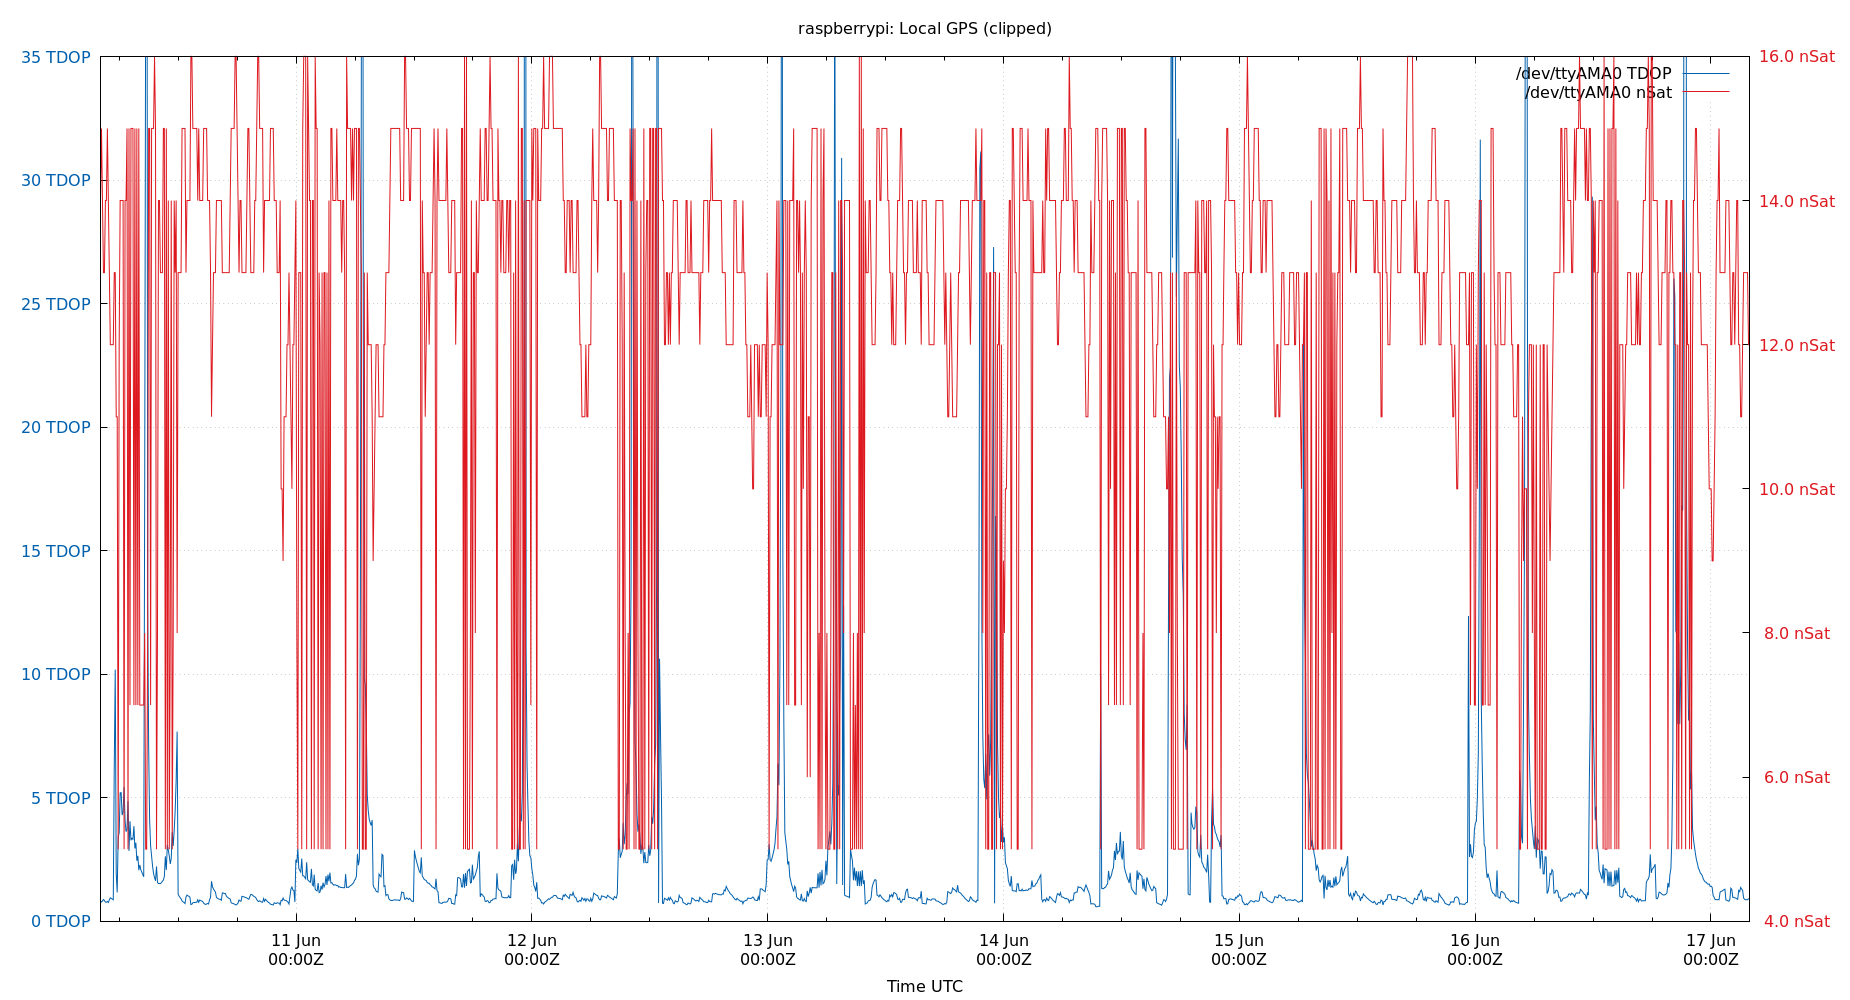 raspberrypi: Local GPS (clipped)
35 TDOP
30 TDOP
25 TDOP
20 TDOP
15 TDOP
10 TDOP
5 TDOP
0 TDOP
16.0 nSat
14.0 nSat
12.0 nSat
10.0 nSat
8.0 nSat
6.0 nSat
4.0 nSat
/dev/ttyAMA0 TDOP
/dev/ttyAMA0 nSat
11 Jun
00:00Z
12 Jun
00:00Z
13 Jun
00:00Z
14 Jun
00:00Z
15 Jun
00:00Z
16 Jun
00:00Z
17 Jun
00:00Z
Time UTC